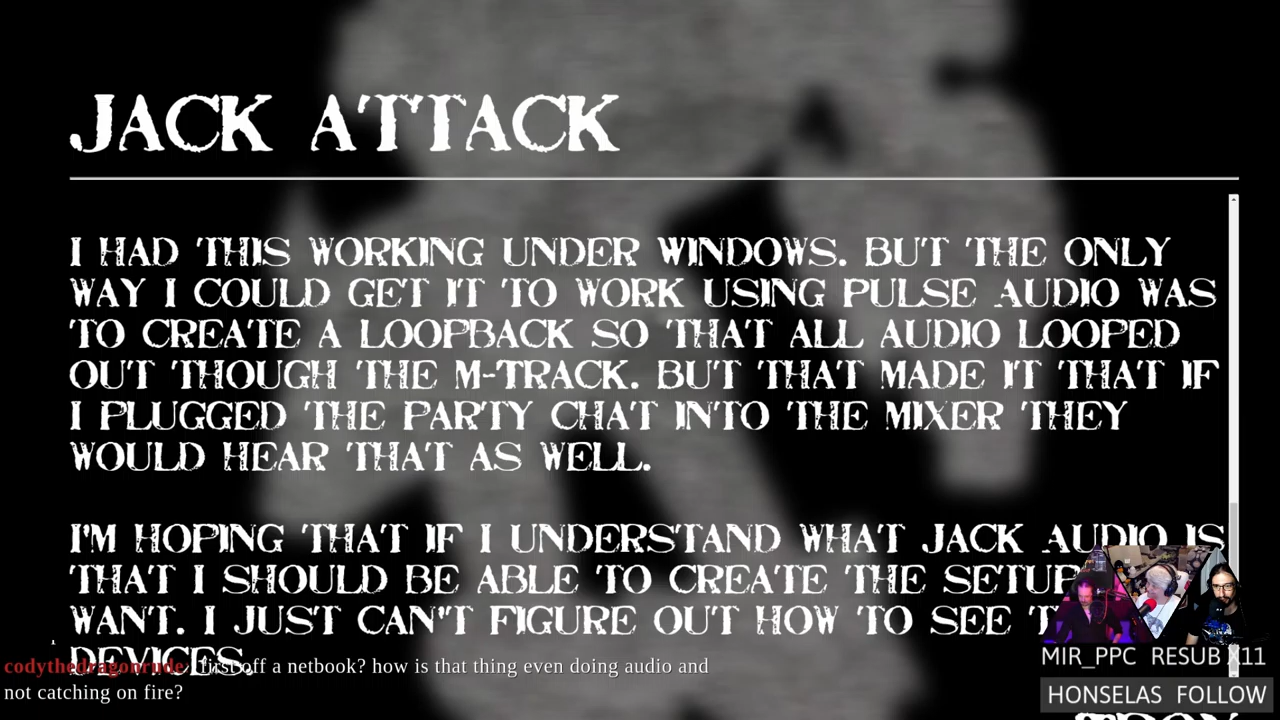 JACK ATTACK
I HAD THIS WORKING UNDER WINDOWS. BUT THE ONLY
WAY I COULD GET IT TO WORK USING PULSE AUDIO WAS
TO CREATE A LOOPBACK SO THAT ALL AUDIO LOOPED
OUT THOUGH THE M-TRACK. BUT THAT MADE IT THAT IF
I PLUGGED THE PARTY CHAT INTO THE MIXER THEY
WOULD HEAR THAT AS WELL.
I'M HOPING THAT IF I UNDERSTAND WHAT JACK AUDIO IS
THAT I SHOULD BE ABLE TO CREATE THE SETUP
WANT. I JUST CAN'T FIGURE OUT HOW TO SEE
DEVICES.
codythedragonrude first off a netbook? how is that thing even doing audio and
not catching on fire?
MIR_PPC RESUB X11
HONSELAS FOLLOW